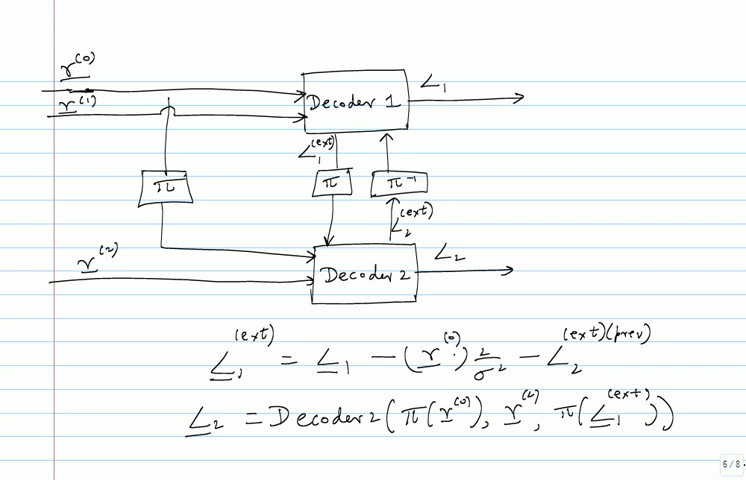 r^(0)
r^(1)
Decoder 1
L_1
L_1^(ext)
π
π
π^-1
L_2^(ext)
r^(2)
Decoder 2
L_2
L_1^(ext) = L_1 - (r^(0)) 2/σ^2 - L_2^(ext)(prev)
L_2 = Decoder 2 (π(r^(0)), r^(2), π(L_1^(ext)))
6 / 8